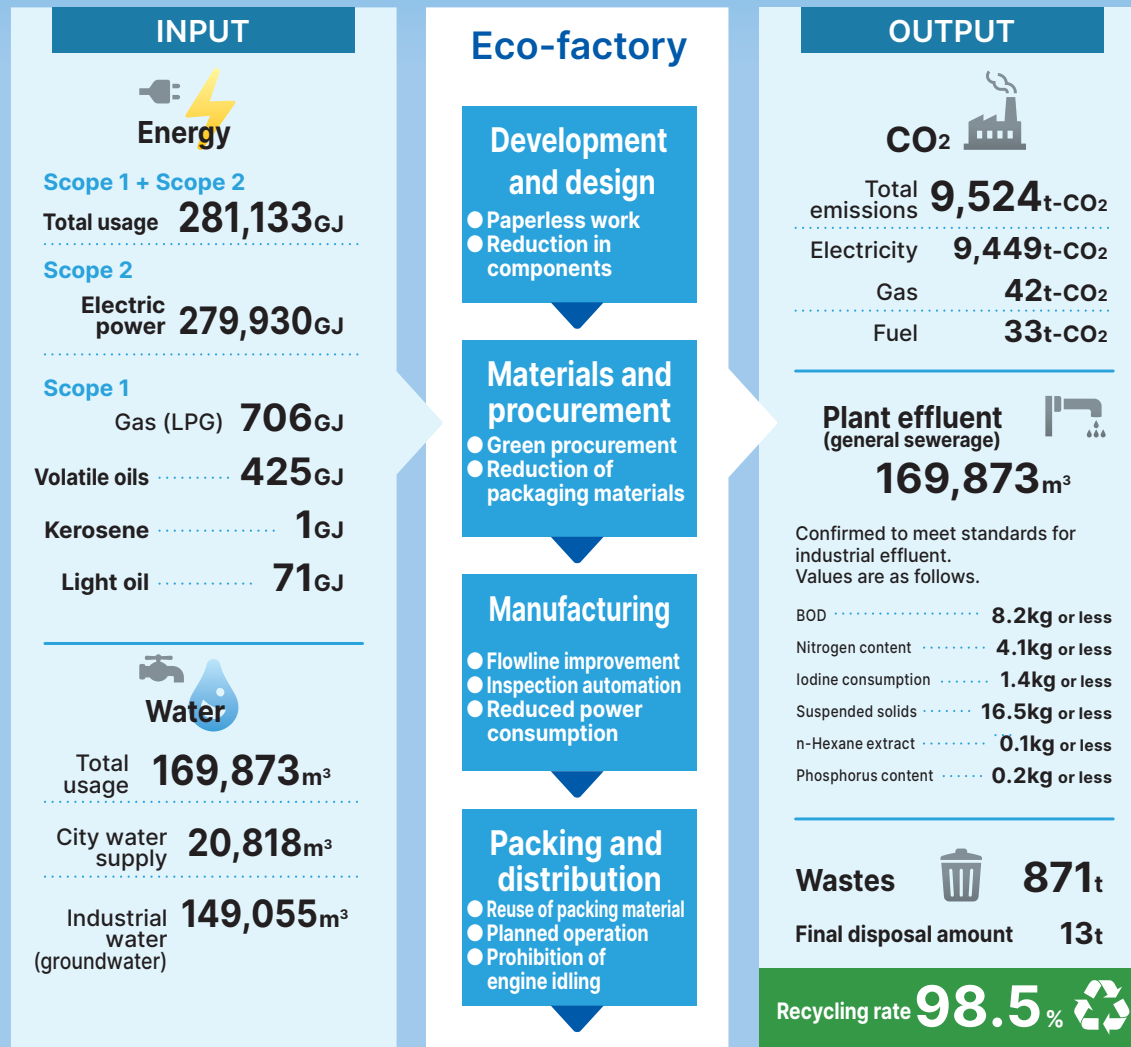 INPUT
Energy
Scope 1 + Scope 2
Total usage 281,133GJ
Scope 2
Electric
power 279,930GJ
Scope 1
Gas (LPG) 706GJ
Volatile oils 425GJ
Kerosene 1GJ
Light oil 71GJ
Water
Total
usage 169,873m³
City water
supply 20,818m³
Industrial
water
(groundwater) 149,055m³
Eco-factory
Development
and design
● Paperless work
● Reduction in
components
Materials and
procurement
● Green procurement
● Reduction of
packaging materials
Manufacturing
● Flowline improvement
● Inspection automation
● Reduced power
consumption
Packing and
distribution
● Reuse of packing material
● Planned operation
● Prohibition of
engine idling
OUTPUT
CO₂
Total
emissions 9,524t-CO₂
Electricity 9,449t-CO₂
Gas 42t-CO₂
Fuel 33t-CO₂
Plant effluent
(general sewerage)
169,873m³
Confirmed to meet standards for
industrial effluent.
Values are as follows.
BOD 8.2kg or less
Nitrogen content 4.1kg or less
Iodine consumption 1.4kg or less
Suspended solids 16.5kg or less
n-Hexane extract 0.1kg or less
Phosphorus content 0.2kg or less
Wastes 871t
Final disposal amount 13t
Recycling rate 98.5%